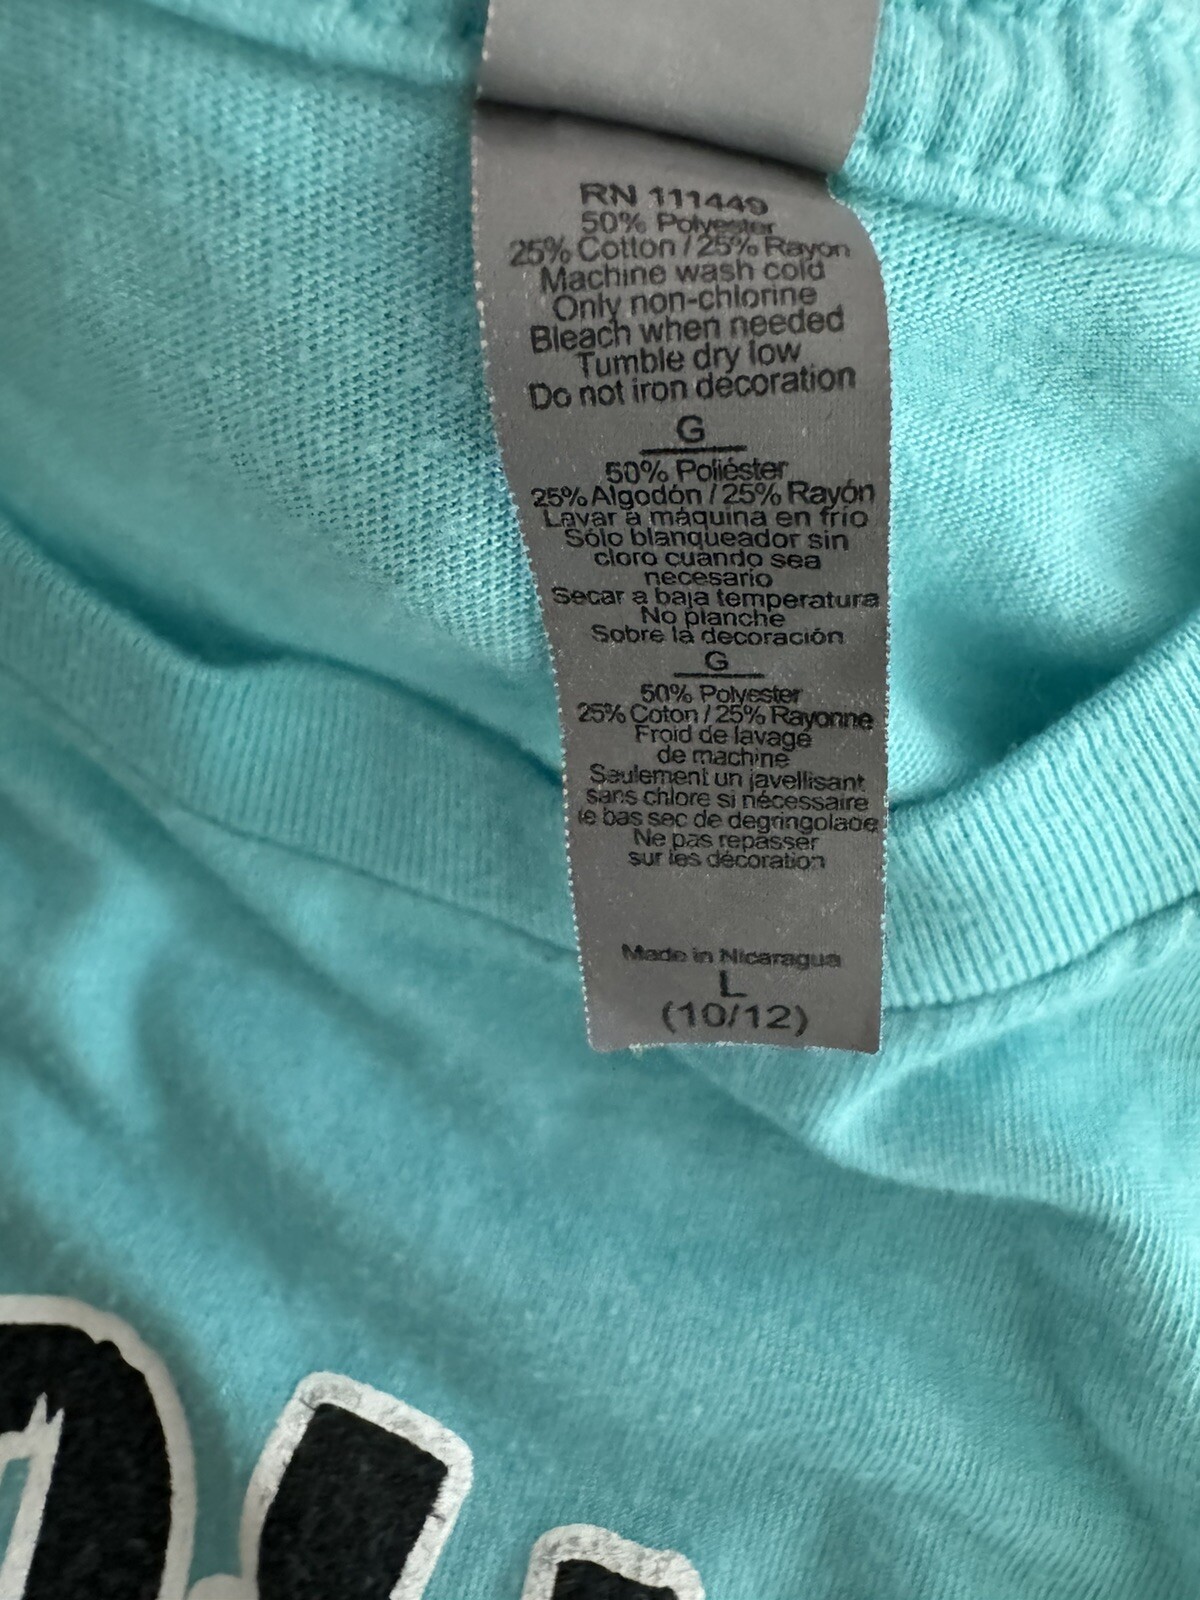 RN 111449
50% Polyester
25% Cotton / 25% Rayon
Machine wash cold
Only non-chlorine
Bleach when needed
Tumble dry low
Do not iron decoration
G
50% Poliéster
25% Algodón / 25% Rayón
Lavar a máquina en frío
Sólo blanqueador sin
cloro cuando sea
necesario
Secar a baja temperatura
No planche
Sobre la decoración
G
50% Polyester
25% Coton / 25% Rayonne
Froid de lavage
de machine
Seulement un javellisant
sans chlore si nécessaire
le bas sec de degringolade
Ne pas repasser
sur les décoration
Made in Nicaragua
L
(10/12)